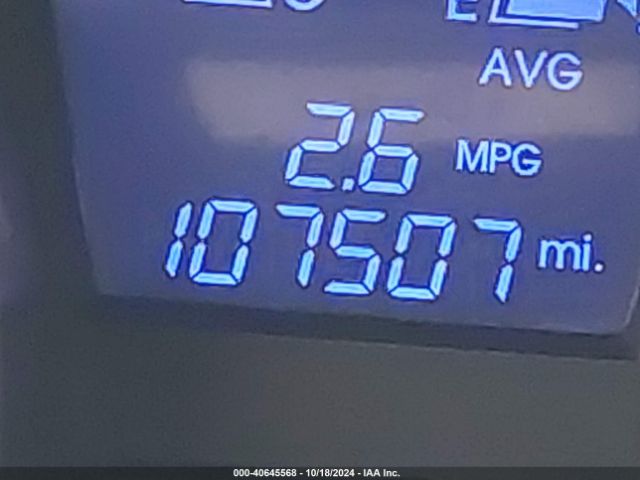 E
AVG
2.6 MPG
107507 mi.
000-40645568 - 10/18/2024 - IAA Inc.